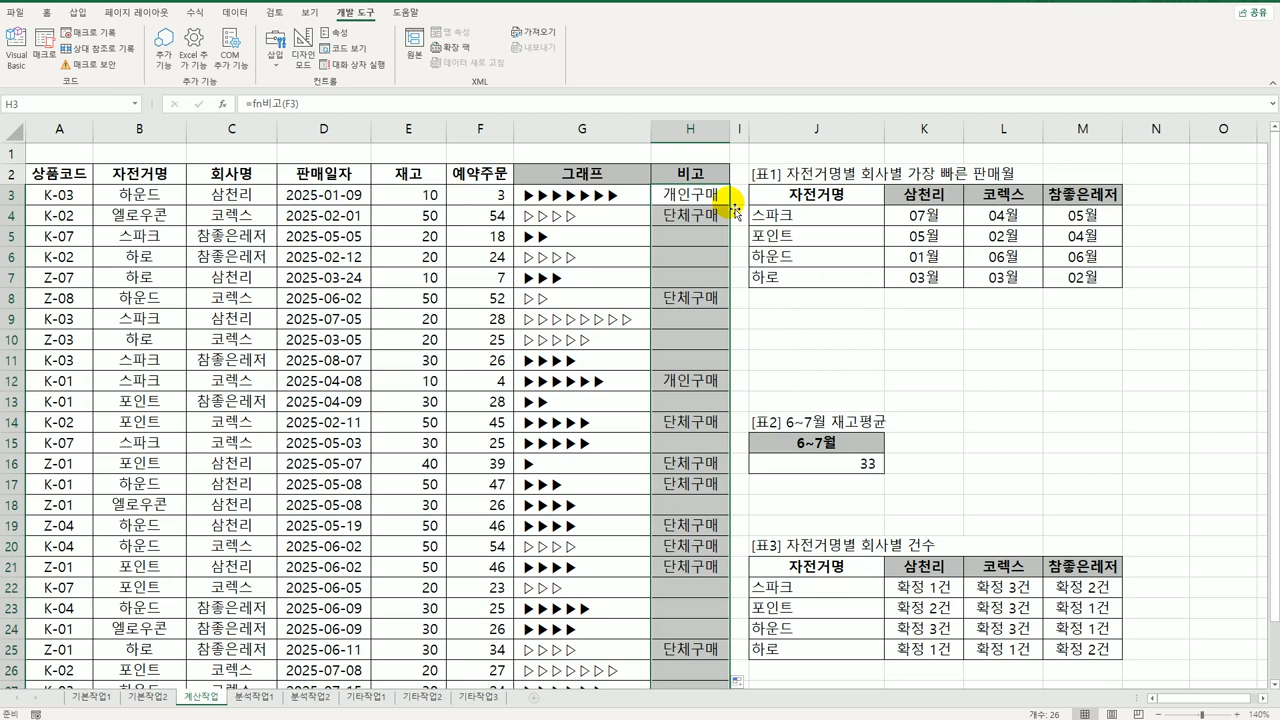 파일 홈 삽입 페이지 레이아웃 수식 데이터 검토 보기 개발 도구 도움말 공유
Visual Basic 매크로 매크로 기록 상대 참조로 기록 매크로 보안 추가 기능 Excel 추가 기능 COM 추가 기능 삽입 디자인 모드 속성 코드 보기 대화 상자 실행 원본 맵 속성 확장 팩 데이터 새로 고침 가져오기 내보내기
코드 추가 기능 컨트롤 XML
H3 fx =fn비고(F3)
A B C D E F G H I J K L M N O
1
2 상품코드 자전거명 회사명 판매일자 재고 예약주문 그래프 비고 [표1] 자전거명별 회사별 가장 빠른 판매월
3 K-03 하운드 삼천리 2025-01-09 10 3 ▶▶▶▶▶▶▶ 개인구매 자전거명 삼천리 코렉스 참좋은레저
4 K-02 엘로우콘 코렉스 2025-02-01 50 54 ▷▷▷▷ 단체구매 스파크 07월 04월 05월
5 K-07 스파크 참좋은레저 2025-05-05 20 18 ▶▶ 포인트 05월 02월 04월
6 K-02 하로 참좋은레저 2025-02-12 20 24 ▷▷▷▷ 하운드 01월 06월 06월
7 Z-07 하로 삼천리 2025-03-24 10 7 ▶▶▶ 하로 03월 03월 02월
8 Z-08 하운드 코렉스 2025-06-02 50 52 ▷▷ 단체구매
9 K-03 스파크 삼천리 2025-07-05 20 28 ▷▷▷▷▷▷▷▷
10 Z-03 하로 코렉스 2025-03-05 20 25 ▷▷▷▷▷
11 K-03 스파크 참좋은레저 2025-08-07 30 26 ▶▶▶▶
12 K-01 스파크 코렉스 2025-04-08 10 4 ▶▶▶▶▶▶ 개인구매
13 K-01 포인트 참좋은레저 2025-04-09 30 28 ▶▶
14 K-02 포인트 코렉스 2025-02-11 50 45 ▶▶▶▶▶ 단체구매 [표2] 6~7월 재고평균
15 K-07 스파크 코렉스 2025-05-03 30 25 ▶▶▶▶▶ 6~7월
16 Z-01 포인트 삼천리 2025-05-07 40 39 ▶ 단체구매 33
17 K-01 하운드 삼천리 2025-05-08 50 47 ▶▶▶ 단체구매
18 Z-01 엘로우콘 삼천리 2025-05-08 30 26 ▶▶▶▶
19 Z-04 하운드 삼천리 2025-05-19 50 46 ▶▶▶▶ 단체구매
20 K-04 하운드 코렉스 2025-06-02 50 54 ▷▷▷▷ 단체구매 [표3] 자전거명별 회사별 건수
21 Z-01 포인트 삼천리 2025-06-02 50 46 ▶▶▶▶ 단체구매 자전거명 삼천리 코렉스 참좋은레저
22 K-07 포인트 코렉스 2025-06-05 20 23 ▷▷▷ 스파크 확정 1건 확정 3건 확정 2건
23 K-04 하운드 참좋은레저 2025-06-09 30 25 ▶▶▶▶▶ 포인트 확정 2건 확정 3건 확정 1건
24 K-01 엘로우콘 참좋은레저 2025-06-09 30 26 ▶▶▶▶ 하운드 확정 3건 확정 3건 확정 1건
25 Z-01 하로 참좋은레저 2025-06-11 30 34 ▷▷▷▷ 단체구매 하로 확정 1건 확정 1건 확정 2건
26 K-02 포인트 코렉스 2025-07-08 20 27 ▷▷▷▷▷▷▷
기본작업1 기본작업2 계산작업 분석작업1 분석작업2 기타작업1 기타작업2 기타작업3
준비 개수: 26 140%